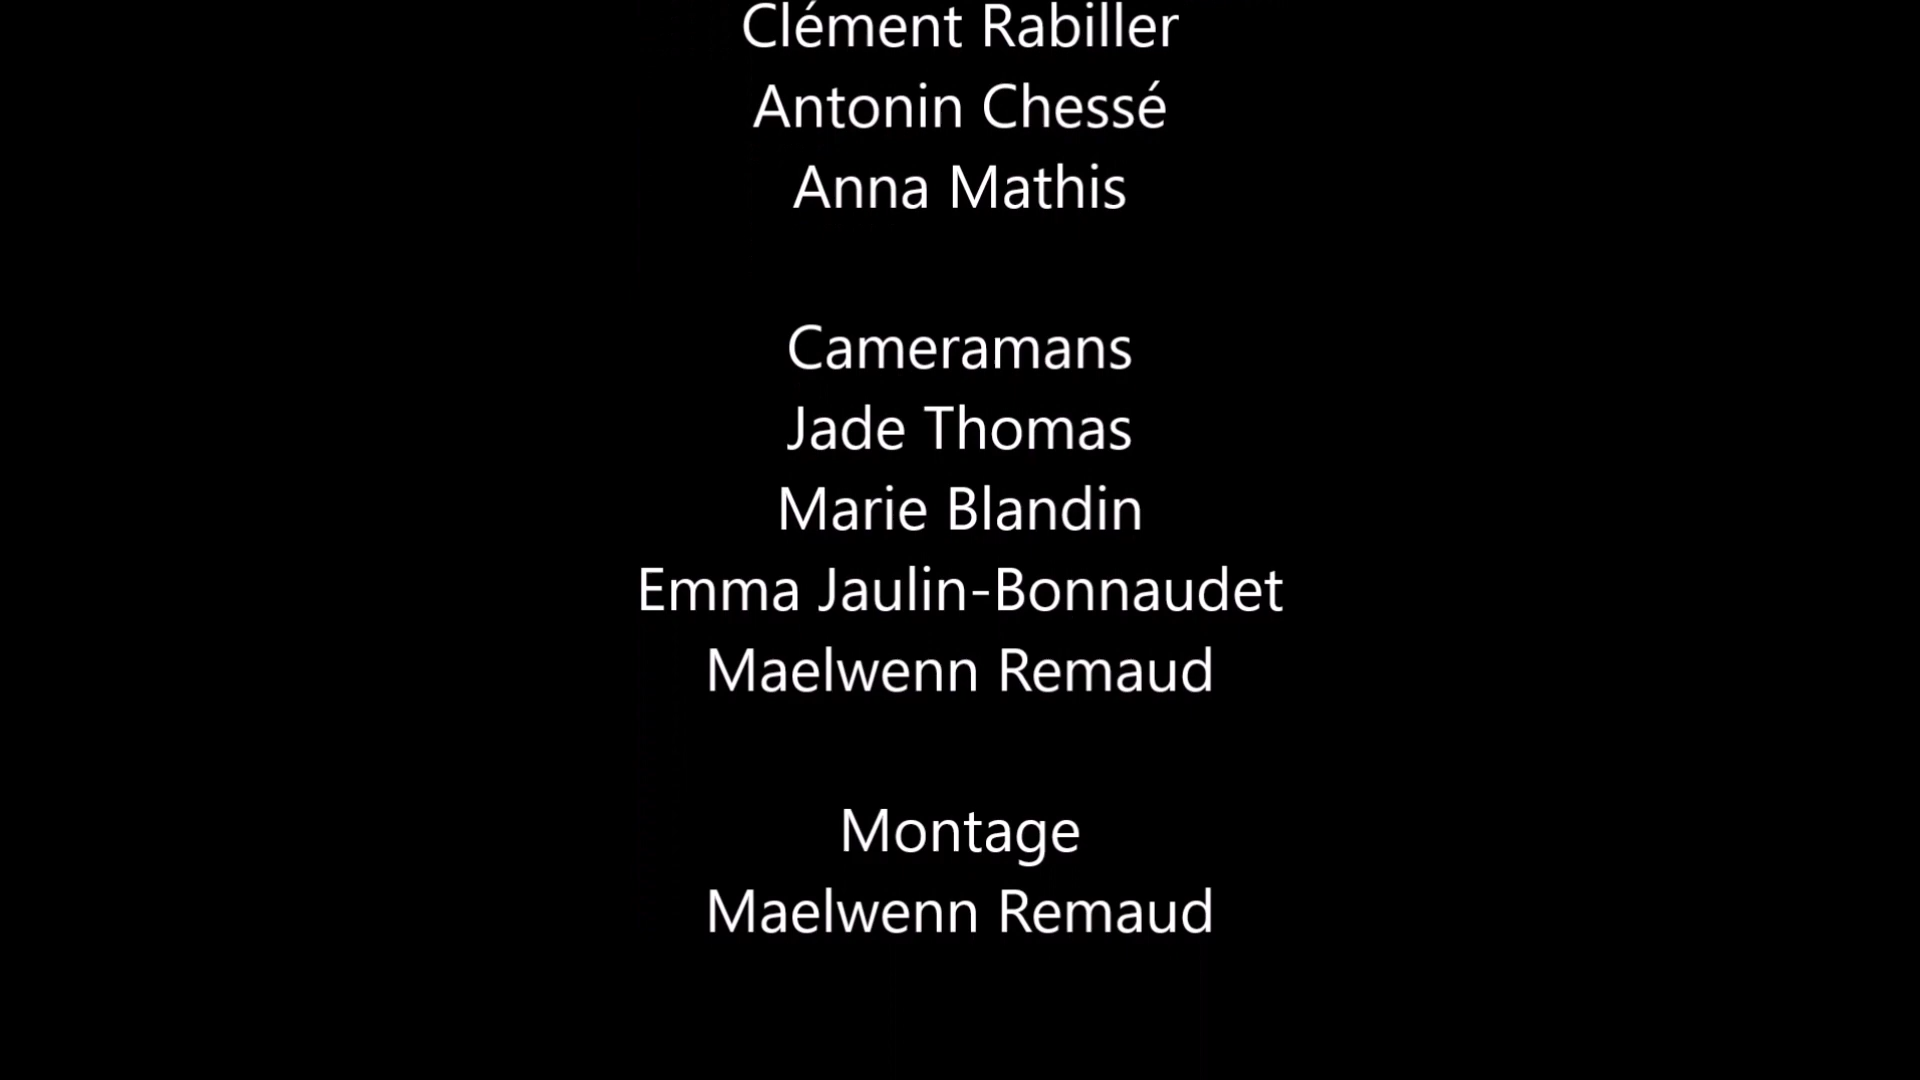 Clément Rabiller
Antonin Chessé
Anna Mathis
Cameramans
Jade Thomas
Marie Blandin
Emma Jaulin-Bonnaudet
Maelwenn Remaud
Montage
Maelwenn Remaud